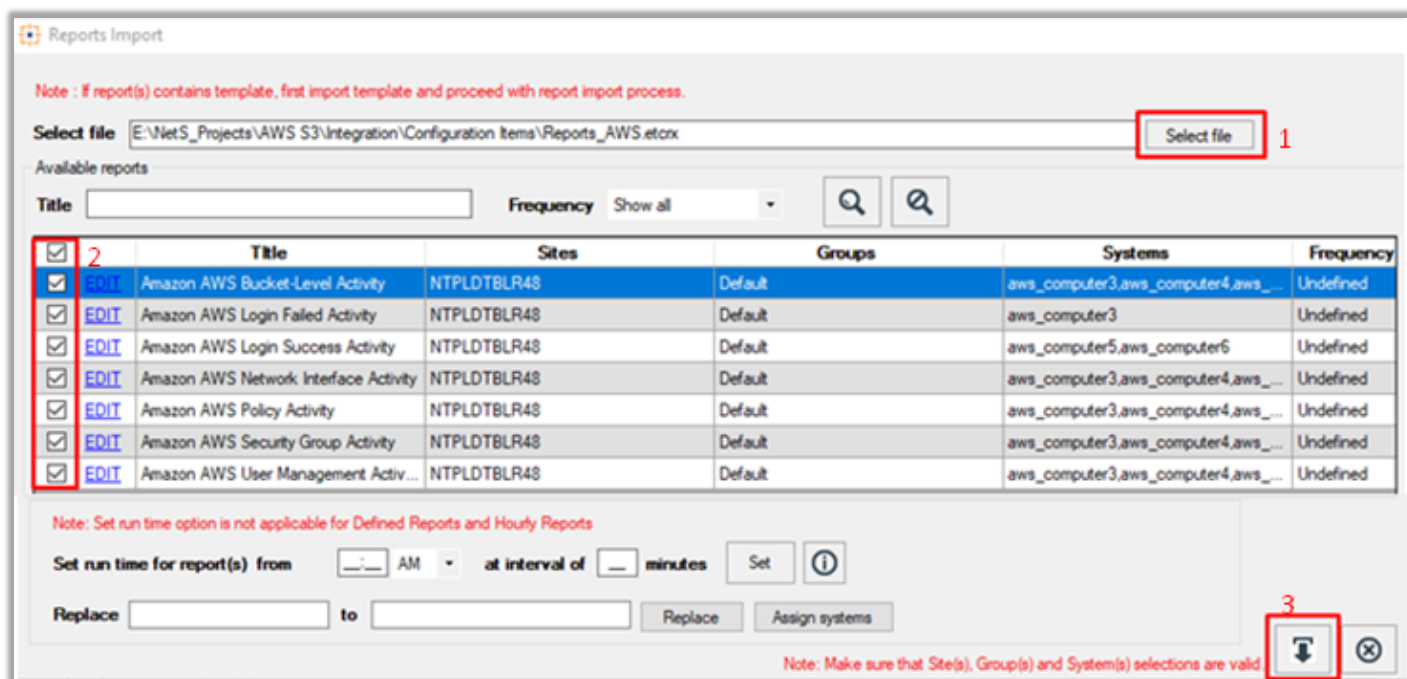 Reports Import
Note : If report(s) contains template, first import template and proceed with report import process.
Select file E:\NetS_Projects\AWS S3\Integration\Configuration Items\Reports_AWS.etcrx Select file 1
Available reports
Title Frequency Show all
2 Title Sites Groups Systems Frequency
EDIT Amazon AWS Bucket-Level Activity NTPLDTBLR48 Default aws_computer3,aws_computer4,aws_... Undefined
EDIT Amazon AWS Login Failed Activity NTPLDTBLR48 Default aws_computer3 Undefined
EDIT Amazon AWS Login Success Activity NTPLDTBLR48 Default aws_computer5,aws_computer6 Undefined
EDIT Amazon AWS Network Interface Activity NTPLDTBLR48 Default aws_computer3,aws_computer4,aws_... Undefined
EDIT Amazon AWS Policy Activity NTPLDTBLR48 Default aws_computer3,aws_computer4,aws_... Undefined
EDIT Amazon AWS Security Group Activity NTPLDTBLR48 Default aws_computer3,aws_computer4,aws_... Undefined
EDIT Amazon AWS User Management Activ... NTPLDTBLR48 Default aws_computer3,aws_computer4,aws_... Undefined
Note: Set run time option is not applicable for Defined Reports and Hourly Reports
Set run time for report(s) from __:__ AM at interval of __ minutes Set
Replace to Replace Assign systems
3
Note: Make sure that Site(s), Group(s) and System(s) selections are valid.